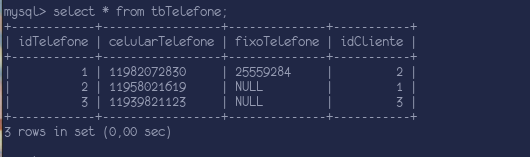 mysql> select * from tbTelefone;
+------------+-----------------+--------------+-----------+
| idTelefone | celularTelefone | fixoTelefone | idCliente |
+------------+-----------------+--------------+-----------+
|          1 | 11982072830     | 25559284     |         2 |
|          2 | 11958021619     | NULL         |         1 |
|          3 | 11939821123     | NULL         |         3 |
+------------+-----------------+--------------+-----------+
3 rows in set (0,00 sec)